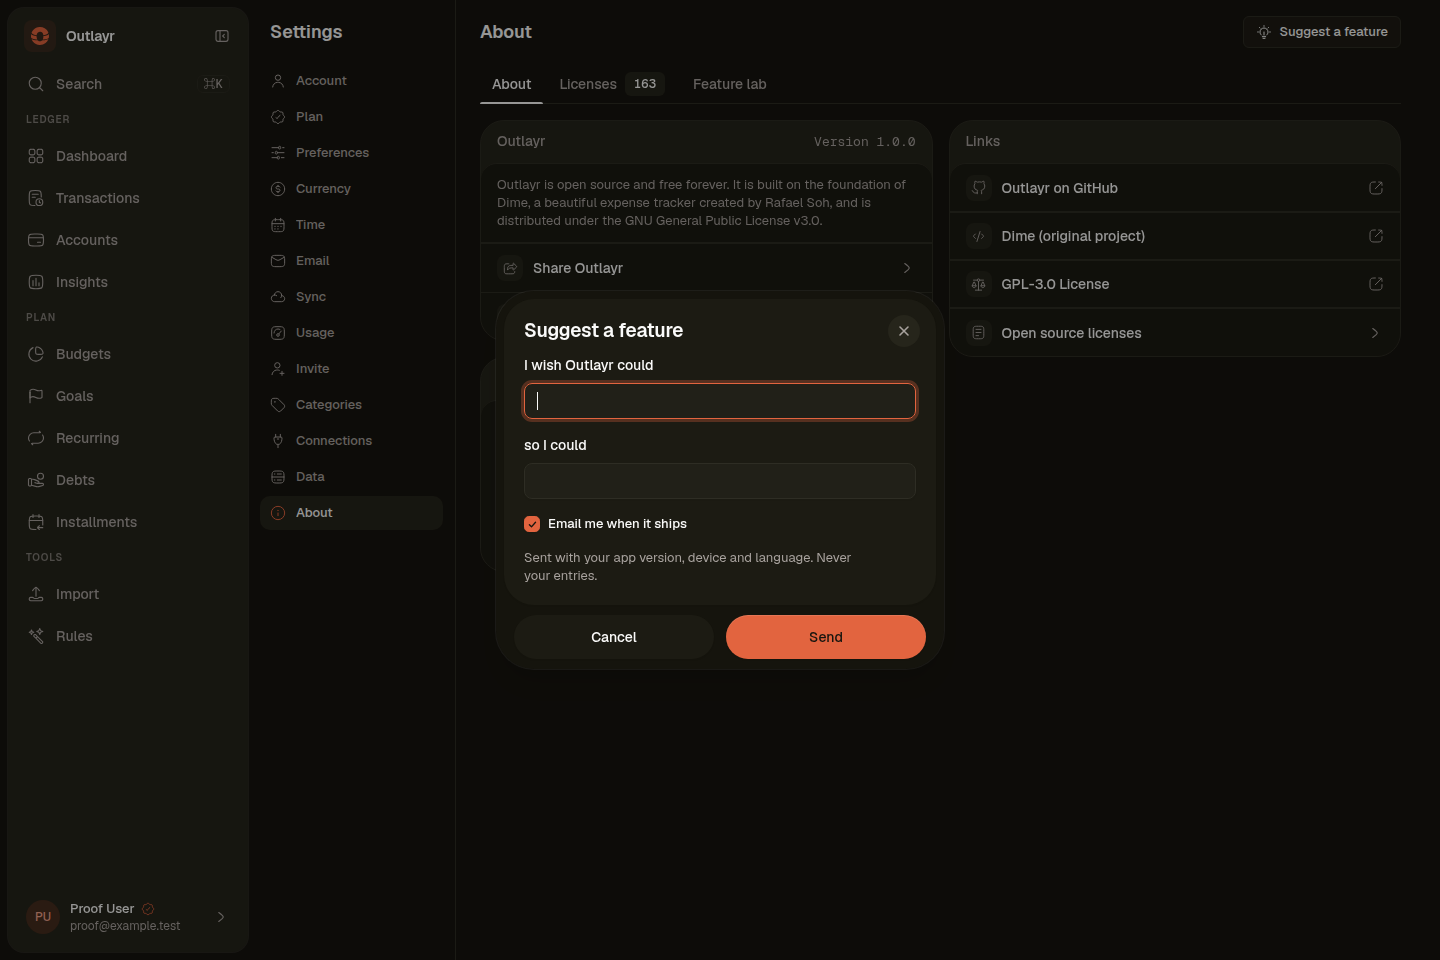 Outlayr
Search
⌘K
LEDGER
Dashboard
Transactions
Accounts
Insights
PLAN
Budgets
Goals
Recurring
Debts
Installments
TOOLS
Import
Rules
PU
Proof User
proof@example.test
Settings
Account
Plan
Preferences
Currency
Time
Email
Sync
Usage
Invite
Categories
Connections
Data
About
About
Suggest a feature
About
Licenses 163
Feature lab
Outlayr
Version 1.0.0
Outlayr is open source and free forever. It is built on the foundation of
Dime, a beautiful expense tracker created by Rafael Soh, and is
distributed under the GNU General Public License v3.0.
Share Outlayr
Links
Outlayr on GitHub
Dime (original project)
GPL-3.0 License
Open source licenses
Suggest a feature
I wish Outlayr could
so I could
Email me when it ships
Sent with your app version, device and language. Never
your entries.
Cancel
Send